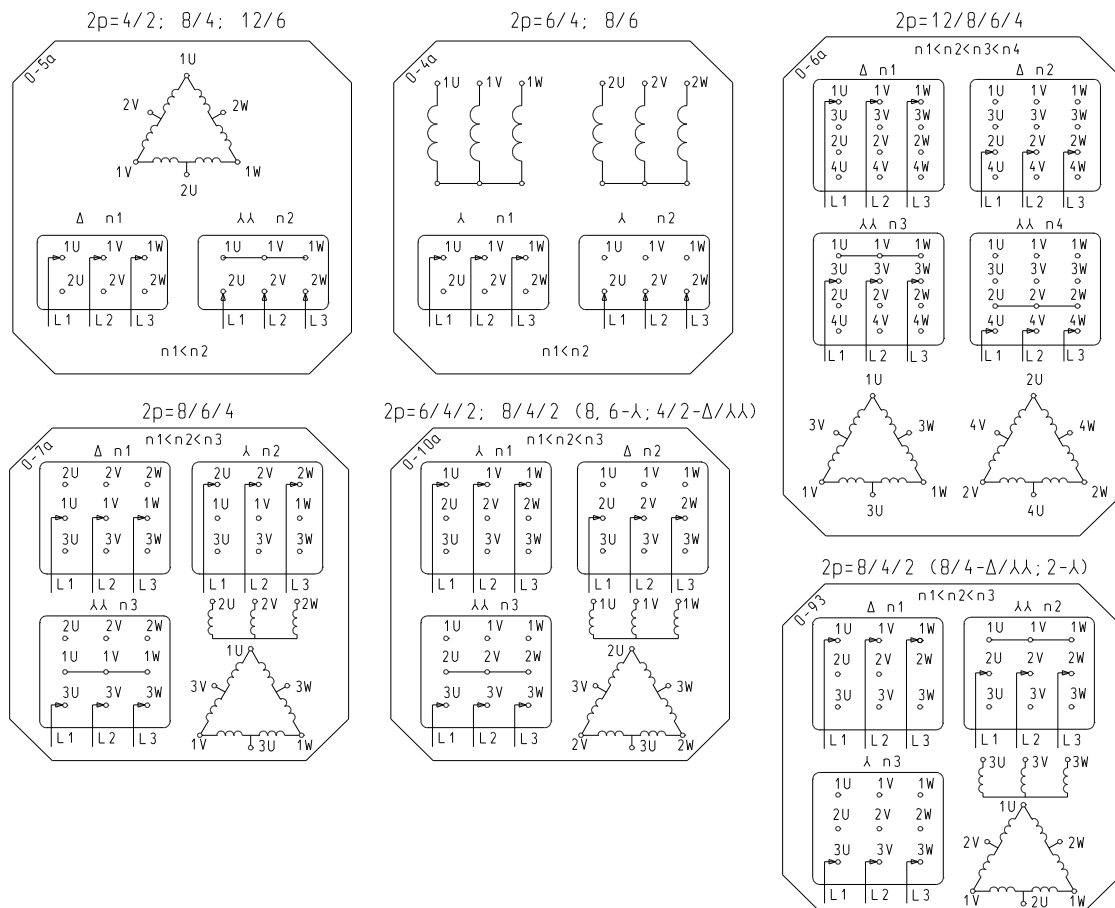 2p=4/2; 8/4; 12/6
0-5a
1U
2V 2W
1V 1W
2U
Δ n1
1U 1V 1W
2U 2V 2W
L1 L2 L3
⅄⅄ n2
1U 1V 1W
2U 2V 2W
L1 L2 L3
n1<n2
2p=6/4; 8/6
0-4a
1U 1V 1W
2U 2V 2W
⅄ n1
1U 1V 1W
2U 2V 2W
L1 L2 L3
⅄ n2
1U 1V 1W
2U 2V 2W
L1 L2 L3
n1<n2
2p=12/8/6/4
0-6a
n1<n2<n3<n4
Δ n1
1U 1V 1W
3U 3V 3W
2U 2V 2W
4U 4V 4W
L1 L2 L3
Δ n2
1U 1V 1W
3U 3V 3W
2U 2V 2W
4U 4V 4W
L1 L2 L3
⅄⅄ n3
1U 1V 1W
3U 3V 3W
2U 2V 2W
4U 4V 4W
L1 L2 L3
⅄⅄ n4
1U 1V 1W
3U 3V 3W
2U 2V 2W
4U 4V 4W
L1 L2 L3
1U
3V 3W
1V 1W
3U
2U
4V 4W
2V 2W
4U
2p=8/6/4
0-7a
n1<n2<n3
Δ n1
2U 2V 2W
1U 1V 1W
3U 3V 3W
L1 L2 L3
⅄ n2
2U 2V 2W
1U 1V 1W
3U 3V 3W
L1 L2 L3
⅄⅄ n3
2U 2V 2W
1U 1V 1W
3U 3V 3W
L1 L2 L3
2U 2V 2W
1U
3V 3W
1V 3U 1W
2p=6/4/2; 8/4/2 (8,6-⅄; 4/2-Δ/⅄⅄)
0-10a
n1<n2<n3
⅄ n1
1U 1V 1W
2U 2V 2W
3U 3V 3W
L1 L2 L3
Δ n2
1U 1V 1W
2U 2V 2W
3U 3V 3W
L1 L2 L3
⅄⅄ n3
1U 1V 1W
2U 2V 2W
3U 3V 3W
L1 L2 L3
1U 1V 1W
2U
3V 3W
2V 3U 2W
2p=8/4/2 (8/4-Δ/⅄⅄; 2-⅄)
0-93
n1<n2<n3
Δ n1
1U 1V 1W
2U 2V 2W
3U 3V 3W
L1 L2 L3
⅄⅄ n2
1U 1V 1W
2U 2V 2W
3U 3V 3W
L1 L2 L3
⅄ n3
1U 1V 1W
2U 2V 2W
3U 3V 3W
L1 L2 L3
3U 3V 3W
1U
2V 2W
1V 2U 1W